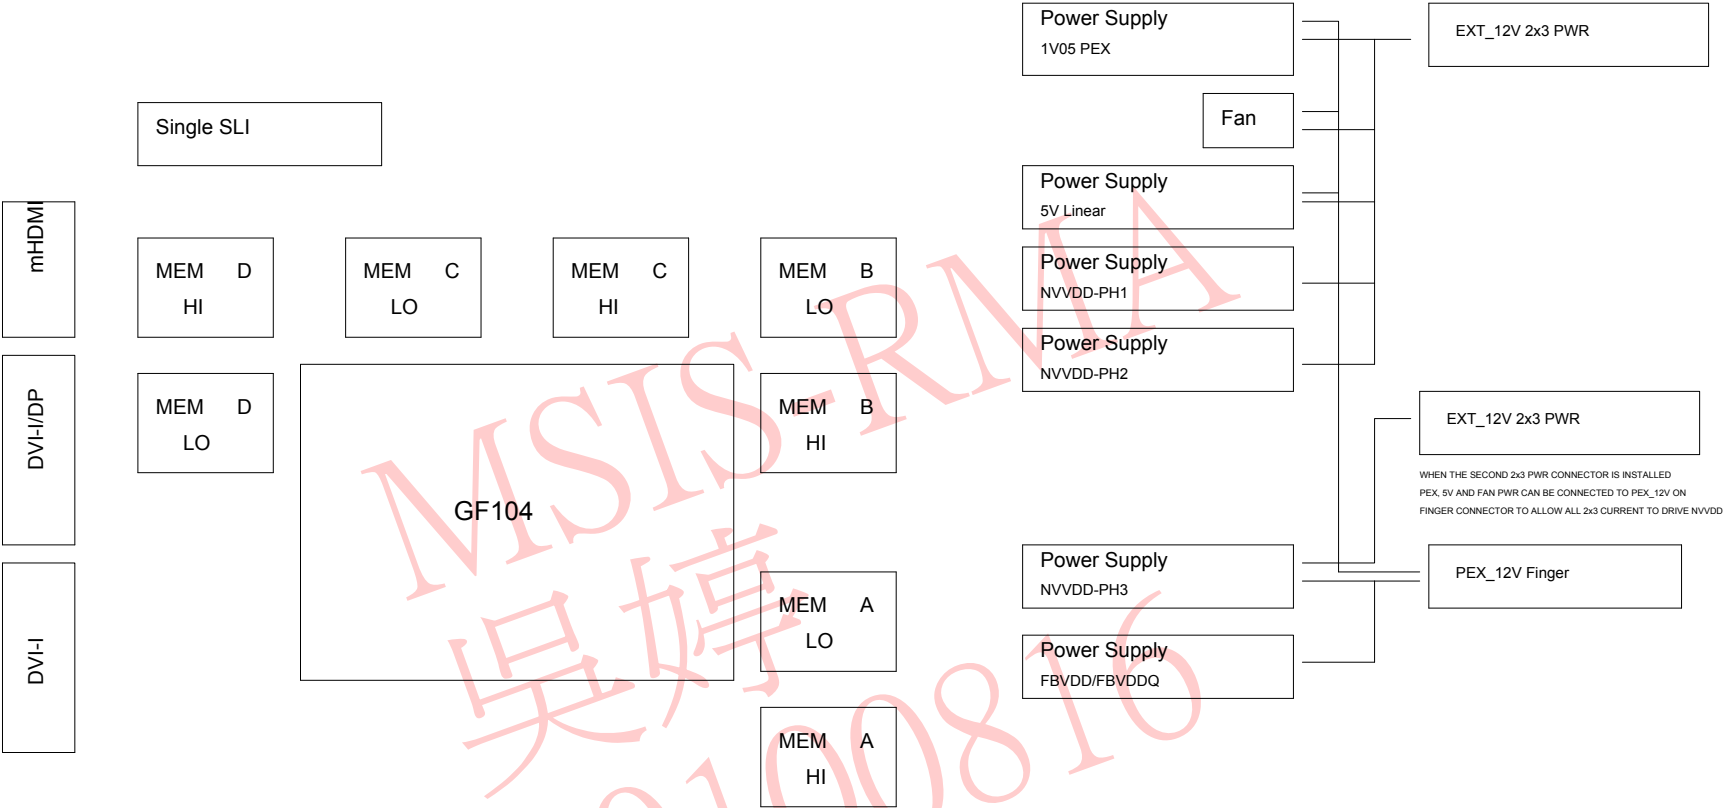 Power Supply
1V05 PEX
EXT_12V 2x3 PWR
Single SLI
Fan
Power Supply
5V Linear
mHDMI
MEM D
HI
MEM C
LO
MEM C
HI
MEM B
LO
Power Supply
NVVDD-PH1
Power Supply
NVVDD-PH2
DVI-I/DP
MEM D
LO
MEM B
HI
EXT_12V 2x3 PWR
WHEN THE SECOND 2x3 PWR CONNECTOR IS INSTALLED
PEX, 5V AND FAN PWR CAN BE CONNECTED TO PEX_12V ON
FINGER CONNECTOR TO ALLOW ALL 2x3 CURRENT TO DRIVE NVVDD
GF104
Power Supply
NVVDD-PH3
PEX_12V Finger
MEM A
LO
DVI-I
Power Supply
FBVDD/FBVDDQ
MEM A
HI
MSIS-RMA
吳婷
0100816